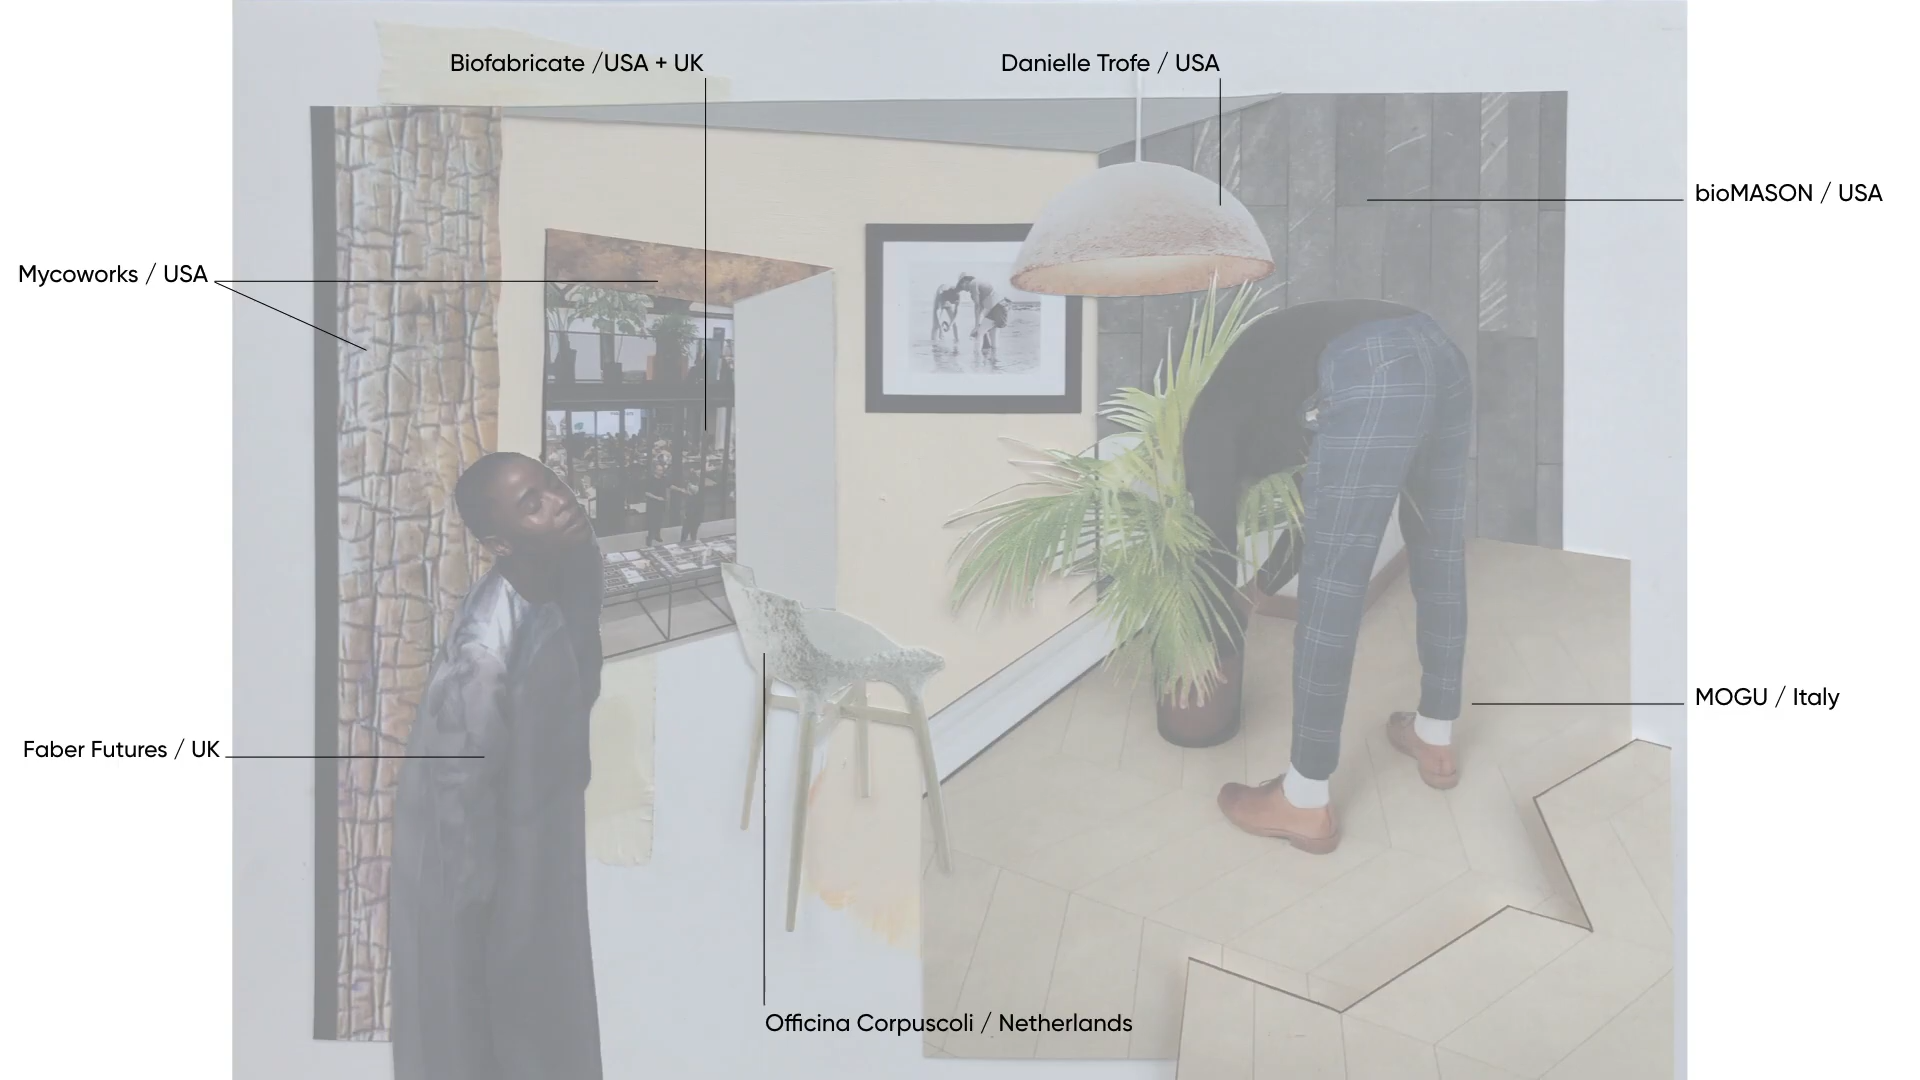 Biofabricate /USA + UK
Danielle Trofe / USA
bioMASON / USA
Mycoworks / USA
MOGU / Italy
Faber Futures / UK
Officina Corpuscoli / Netherlands